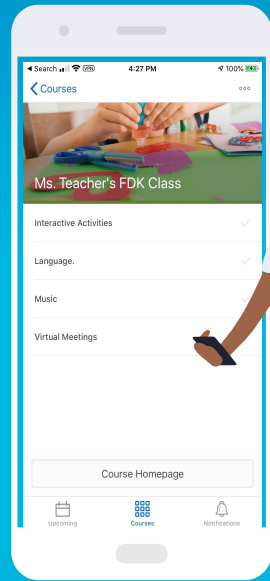 Search VPN 4:27 PM 100%
Courses
Ms. Teacher's FDK Class
Interactive Activities
Language.
Music
Virtual Meetings
Course Homepage
Upcoming Courses Notifications